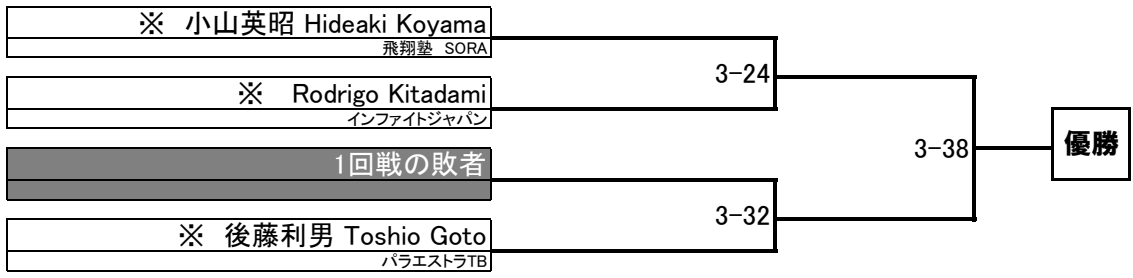 ※ 小山英昭 Hideaki Koyama
飛翔塾 SORA
3-24
※ Rodrigo Kitadami
インファイトジャパン
3-38
優勝
1回戦の敗者
3-32
※ 後藤利男 Toshio Goto
パラエストラTB